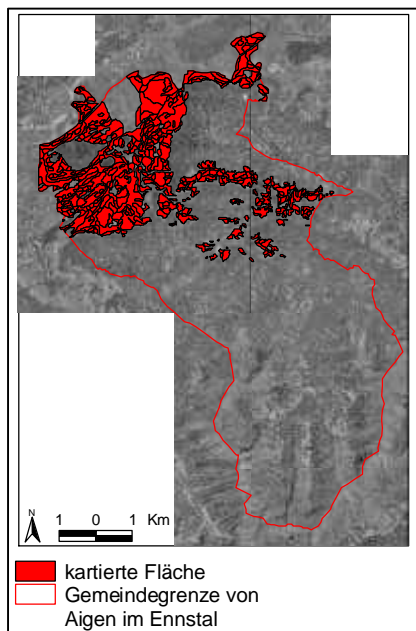 N
1 0 1 Km
kartierte Fläche
Gemeindegrenze von
Aigen im Ennstal